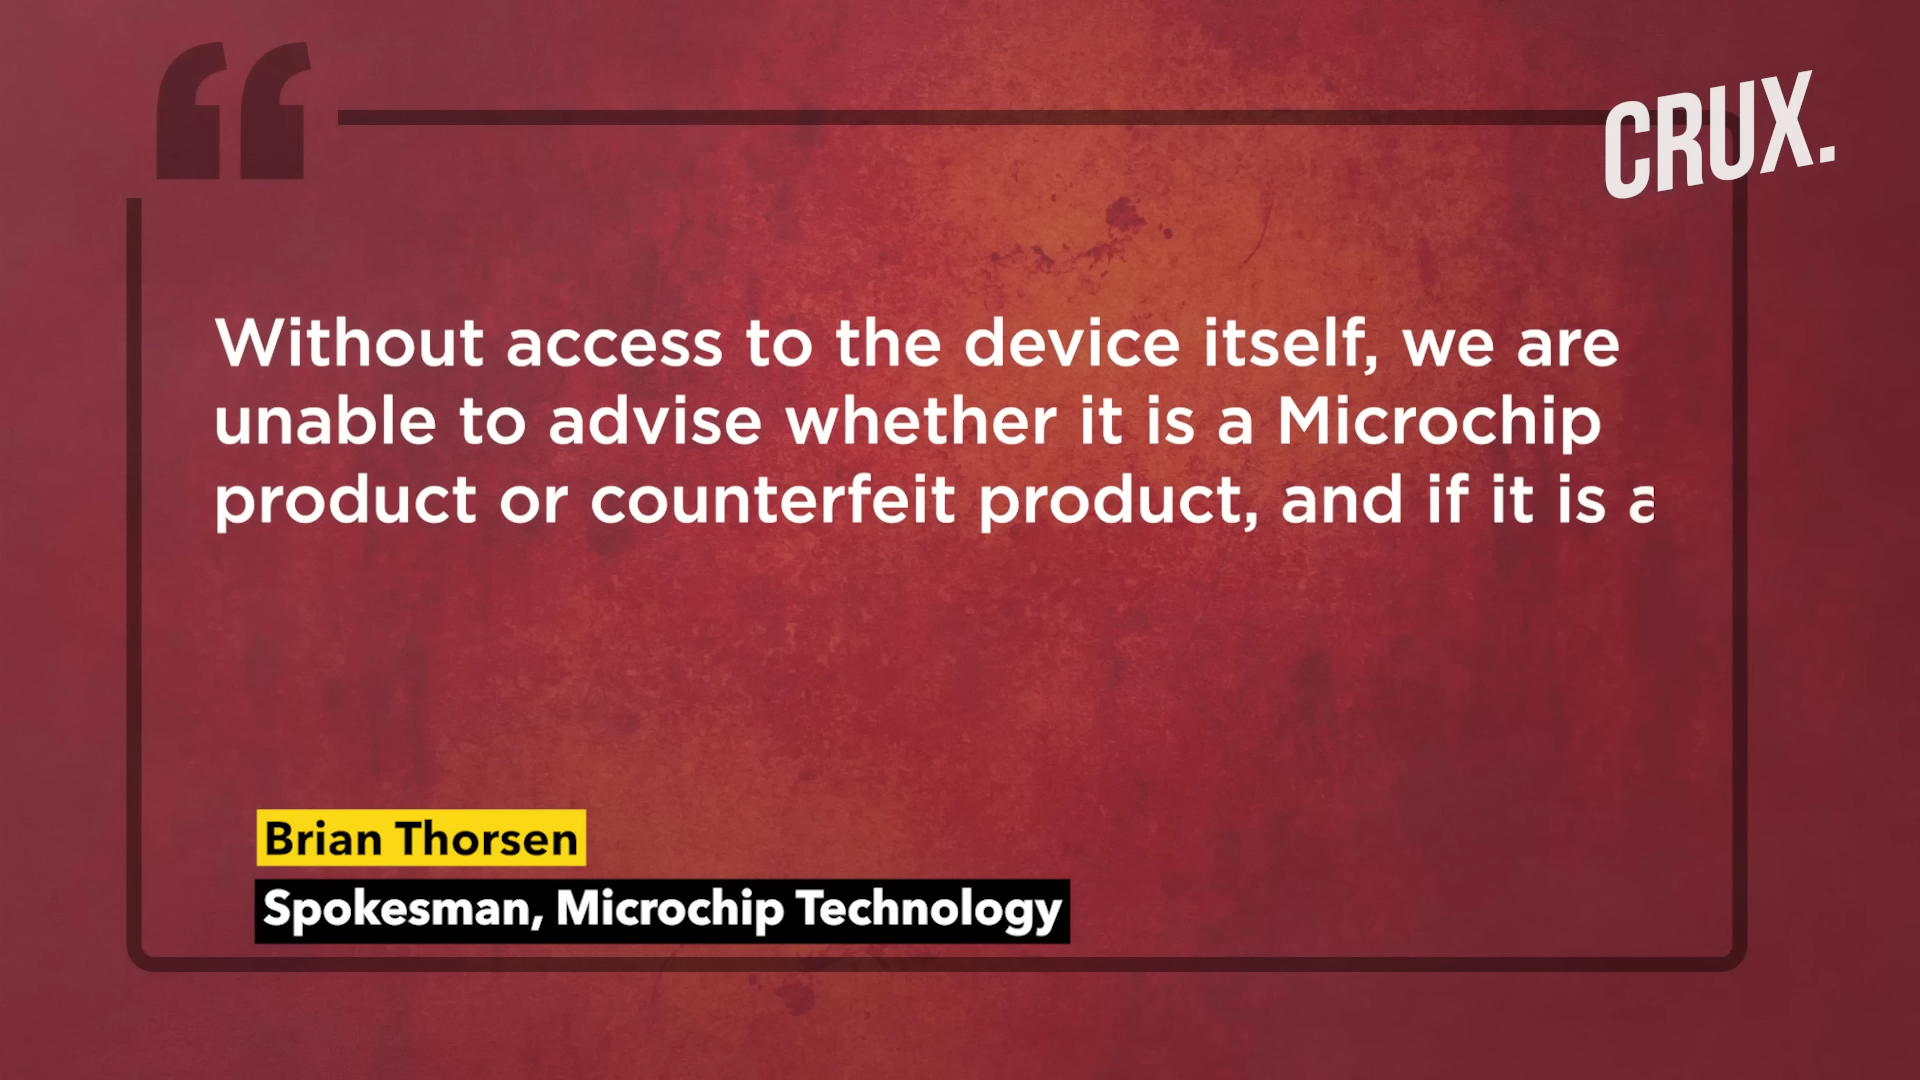 CRUX.
Without access to the device itself, we are
unable to advise whether it is a Microchip
product or counterfeit product, and if it is a
Brian Thorsen
Spokesman, Microchip Technology